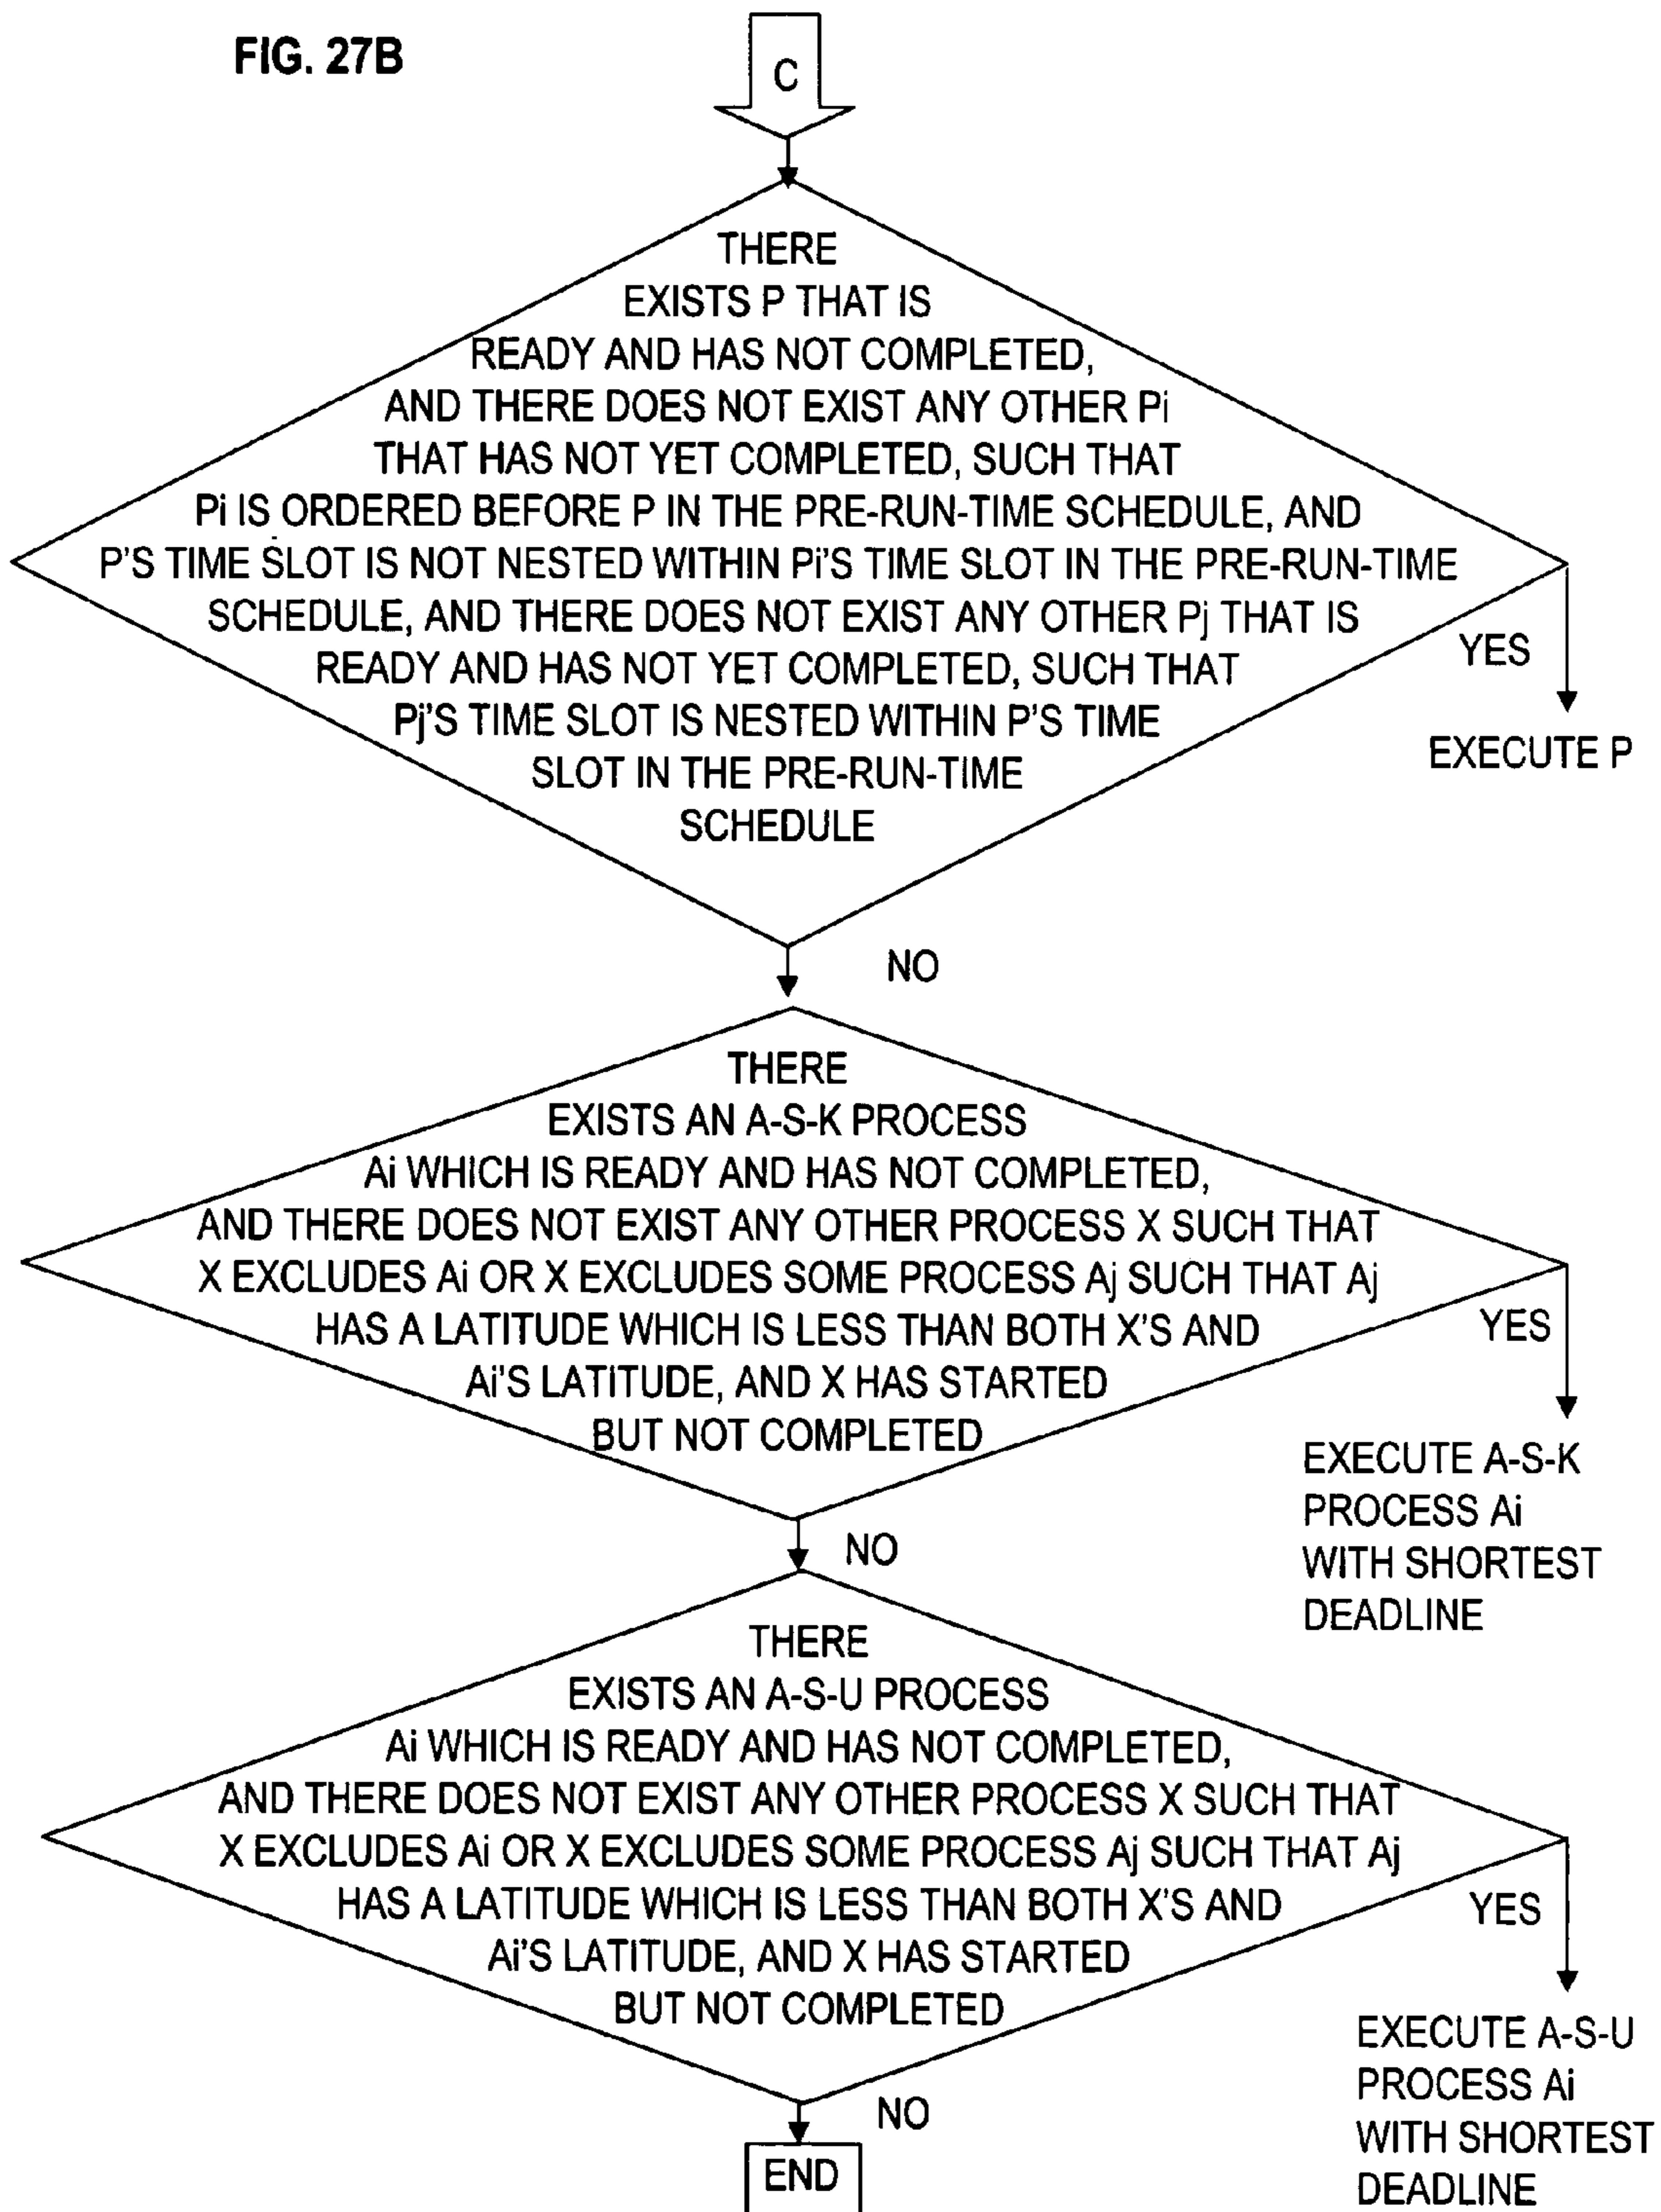 FIG. 27B
C
THERE
EXISTS P THAT IS
READY AND HAS NOT COMPLETED,
AND THERE DOES NOT EXIST ANY OTHER Pi
THAT HAS NOT YET COMPLETED, SUCH THAT
Pi IS ORDERED BEFORE P IN THE PRE-RUN-TIME SCHEDULE, AND
P'S TIME SLOT IS NOT NESTED WITHIN Pi'S TIME SLOT IN THE PRE-RUN-TIME
SCHEDULE, AND THERE DOES NOT EXIST ANY OTHER Pj THAT IS
READY AND HAS NOT YET COMPLETED, SUCH THAT
Pj'S TIME SLOT IS NESTED WITHIN P'S TIME
SLOT IN THE PRE-RUN-TIME
SCHEDULE
YES
EXECUTE P
NO
THERE
EXISTS AN A-S-K PROCESS
Ai WHICH IS READY AND HAS NOT COMPLETED,
AND THERE DOES NOT EXIST ANY OTHER PROCESS X SUCH THAT
X EXCLUDES Ai OR X EXCLUDES SOME PROCESS Aj SUCH THAT Aj
HAS A LATITUDE WHICH IS LESS THAN BOTH X'S AND
Ai'S LATITUDE, AND X HAS STARTED
BUT NOT COMPLETED
YES
EXECUTE A-S-K
PROCESS Ai
WITH SHORTEST
DEADLINE
NO
THERE
EXISTS AN A-S-U PROCESS
Ai WHICH IS READY AND HAS NOT COMPLETED,
AND THERE DOES NOT EXIST ANY OTHER PROCESS X SUCH THAT
X EXCLUDES Ai OR X EXCLUDES SOME PROCESS Aj SUCH THAT Aj
HAS A LATITUDE WHICH IS LESS THAN BOTH X'S AND
Ai'S LATITUDE, AND X HAS STARTED
BUT NOT COMPLETED
YES
EXECUTE A-S-U
PROCESS Ai
WITH SHORTEST
DEADLINE
NO
END